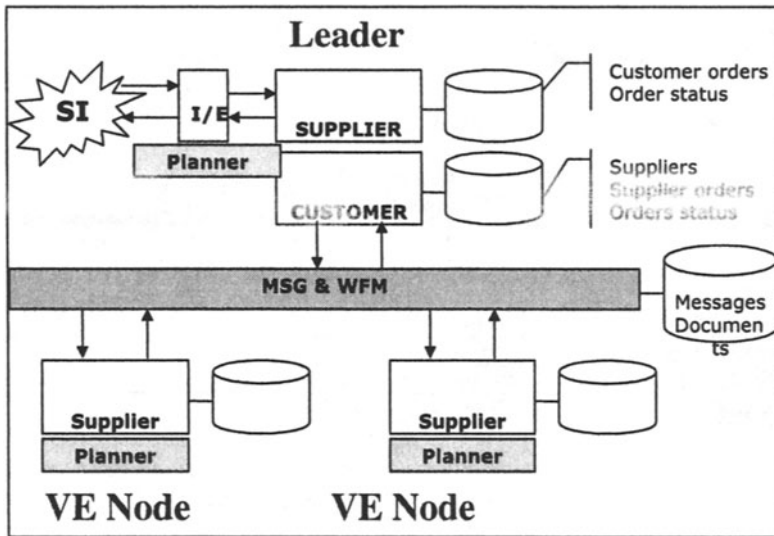 Leader
SI
I/E
SUPPLIER
Customer orders
Order status
Planner
CUSTOMER
Suppliers
Supplier orders
Orders status
MSG & WFM
Messages
Documen
ts
Supplier
Planner
VE Node
Supplier
Planner
VE Node